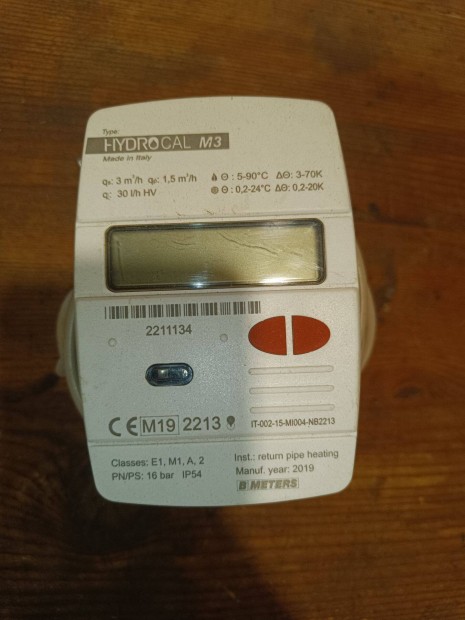 Type:
HYDROCAL M3
Made in Italy
qs: 3 m³/h qp: 1,5 m³/h
Θ: 5-90°C ΔΘ: 3-70K
qi: 30 l/h HV
Θ: 0,2-24°C ΔΘ: 0,2-20K
2211134
CE M19 2213
IT-002-15-MI004-NB2213
Classes: E1, M1, A, 2
Inst.: return pipe heating
PN/PS: 16 bar IP54
Manuf. year: 2019
B METERS